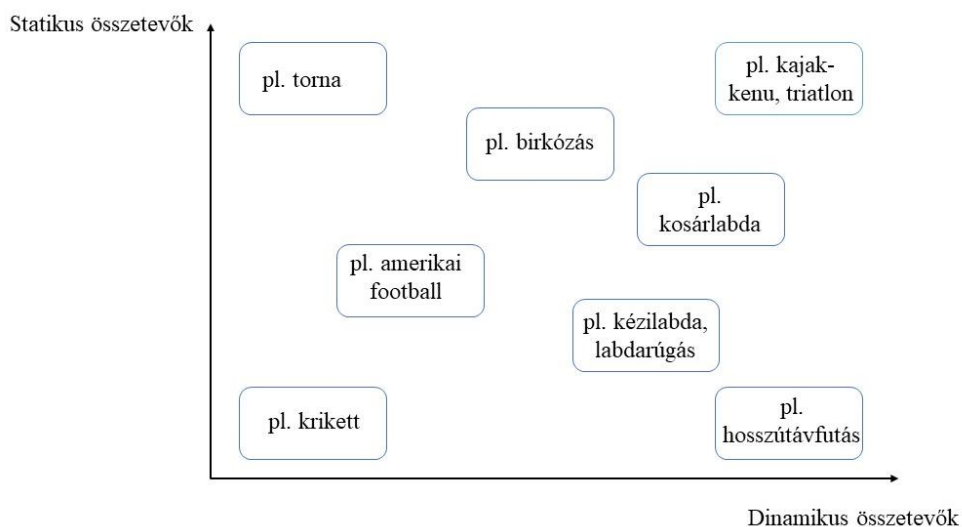 Statikus összetevők
pl. torna
pl. kajak-
kenu, triatlon
pl. birkózás
pl.
kosárlabda
pl. amerikai
football
pl. kézilabda,
labdarúgás
pl. krikett
pl.
hosszútávfutás
Dinamikus összetevők